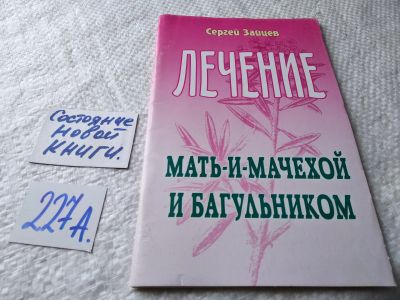 Сергей Зайцев
ЛЕЧЕНИЕ
МАТЬ-И-МАЧЕХОЙ
И БАГУЛЬНИКОМ
Состояние
новой
книги.
227А.